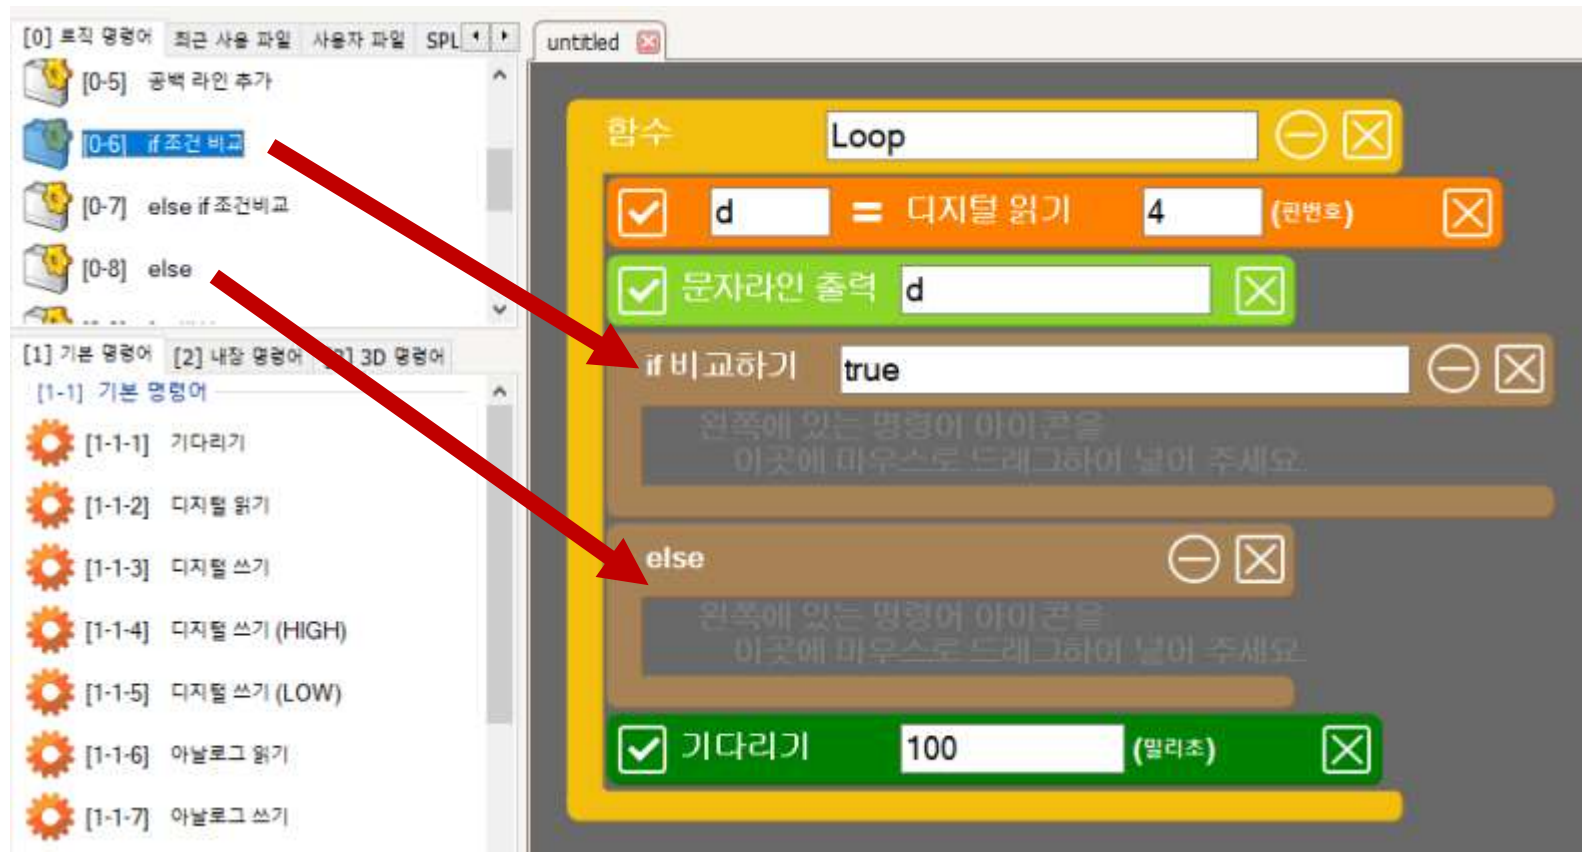 [0] 로직 명령어 최근 사용 파일 사용자 파일 SPL
[0-5] 공백 라인 추가
[0-6] if 조건 비교
[0-7] else if 조건비교
[0-8] else
[1] 기본 명령어 [2] 내장 명령어 3D 명령어
[1-1] 기본 명령어
[1-1-1] 기다리기
[1-1-2] 디지털 읽기
[1-1-3] 디지털 쓰기
[1-1-4] 디지털 쓰기 (HIGH)
[1-1-5] 디지털 쓰기 (LOW)
[1-1-6] 아날로그 읽기
[1-1-7] 아날로그 쓰기
untitled
함수 Loop
d = 디지털 읽기 4 (핀번호)
문자라인 출력 d
if 비교하기 true
왼쪽에 있는 명령어 아이콘을
이곳에 마우스로 드래그하여 넣어 주세요.
else
왼쪽에 있는 명령어 아이콘을
이곳에 마우스로 드래그하여 넣어 주세요.
기다리기 100 (밀리초)